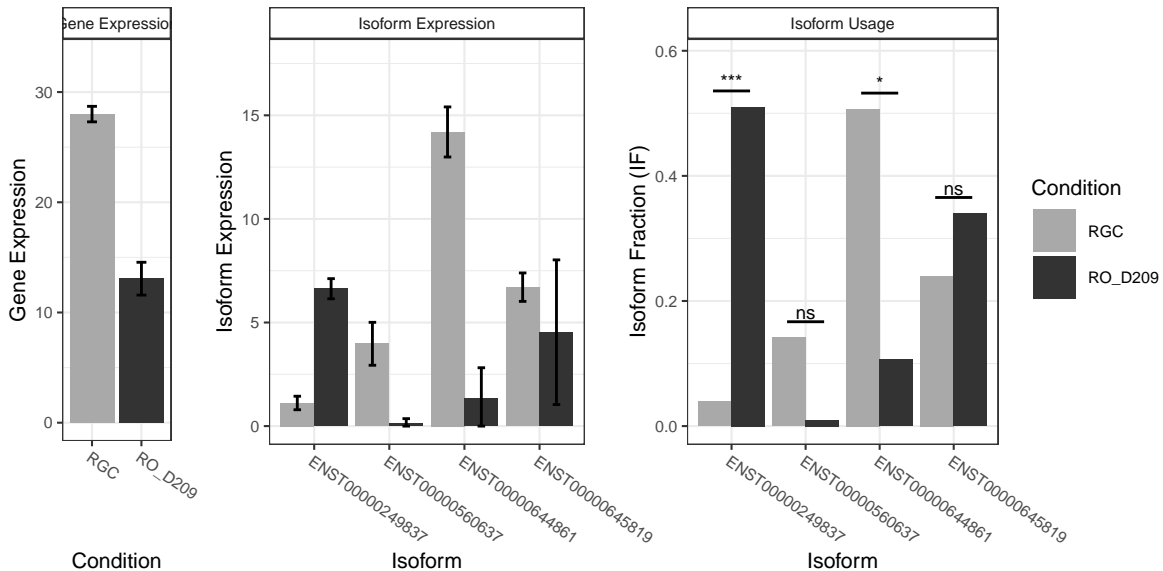 Gene Expression
Isoform Expression
Isoform Usage
Gene Expression
30
20
10
0
RGC
RO_D209
Condition
Isoform Expression
15
10
5
0
ENST00000249837
ENST00000560637
ENST00000644861
ENST00000645819
Isoform
Isoform Fraction (IF)
0.6
0.4
0.2
0.0
***
ns
*
ns
ENST00000249837
ENST00000560637
ENST00000644861
ENST00000645819
Isoform
Condition
RGC
RO_D209